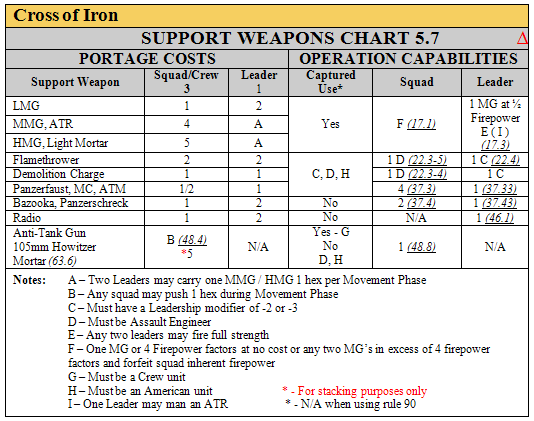 Cross of Iron
SUPPORT WEAPONS CHART 5.7 Δ
PORTAGE COSTS OPERATION CAPABILITIES
Support Weapon Squad/Crew 3 Leader 1 Captured Use* Squad Leader
LMG 1 2
MMG, ATR 4 A
HMG, Light Mortar 5 A
Yes
F (17.1)
1 MG at ½
Firepower
E ( I )
(17.3)
Flamethrower 2 2 1 D (22.3-5) 1 C (22.4)
Demolition Charge 1 1 C, D, H 1 D (22.3-4) 1 C
Panzerfaust, MC, ATM 1/2 1 4 (37.3) 1 (37.33)
Bazooka, Panzerschreck 1 2 No 2 (37.4) 1 (37.43)
Radio 1 2 No N/A 1 (46.1)
Anti-Tank Gun Yes - G
105mm Howitzer B (48.4) N/A No 1 (48.8) N/A
Mortar (63.6) *5 D, H
Notes: A – Two Leaders may carry one MMG / HMG 1 hex per Movement Phase
B – Any squad may push 1 hex during Movement Phase
C – Must have a Leadership modifier of -2 or -3
D – Must be Assault Engineer
E – Any two leaders may fire full strength
F – One MG or 4 Firepower factors at no cost or any two MG's in excess of 4 firepower
factors and forfeit squad inherent firepower
G – Must be a Crew unit
H – Must be an American unit * - For stacking purposes only
I – One Leader may man an ATR * - N/A when using rule 90